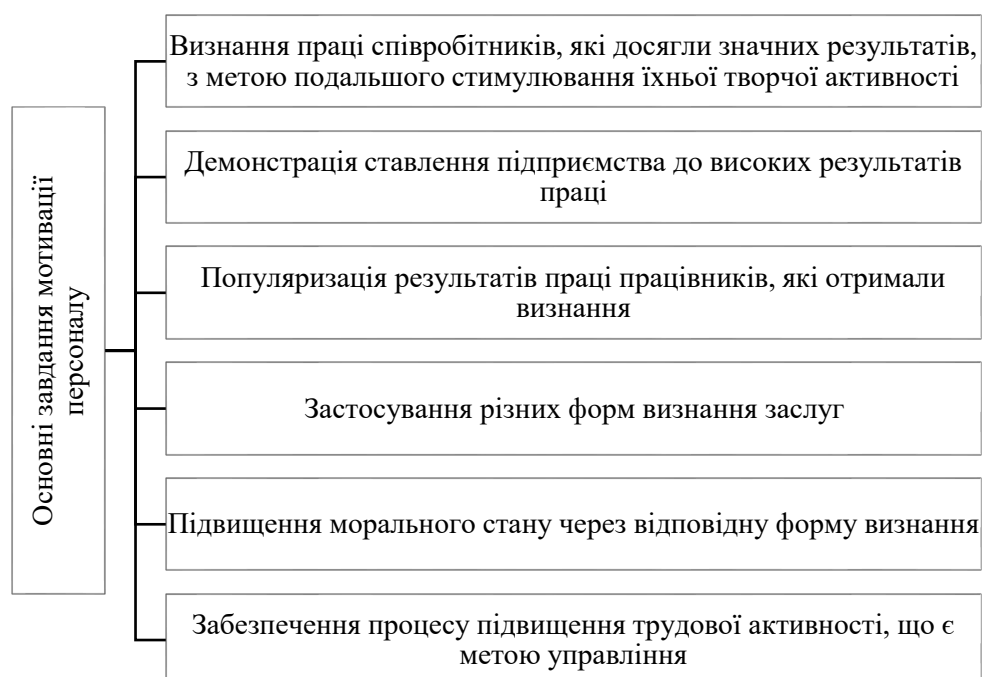 Основні завдання мотивації
персоналу
Визнання праці співробітників, які досягли значних результатів,
з метою подальшого стимулювання їхньої творчої активності
Демонстрація ставлення підприємства до високих результатів
праці
Популяризація результатів праці працівників, які отримали
визнання
Застосування різних форм визнання заслуг
Підвищення морального стану через відповідну форму визнання
Забезпечення процесу підвищення трудової активності, що є
метою управління